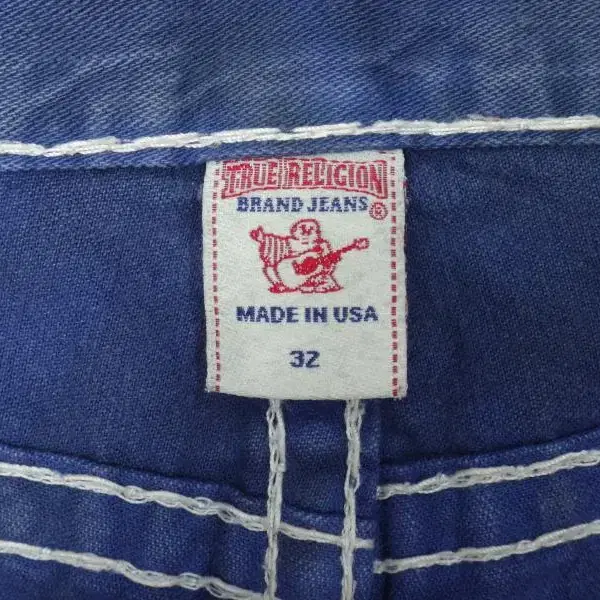 TRUE RELIGION
BRAND JEANS ®
MADE IN USA
32